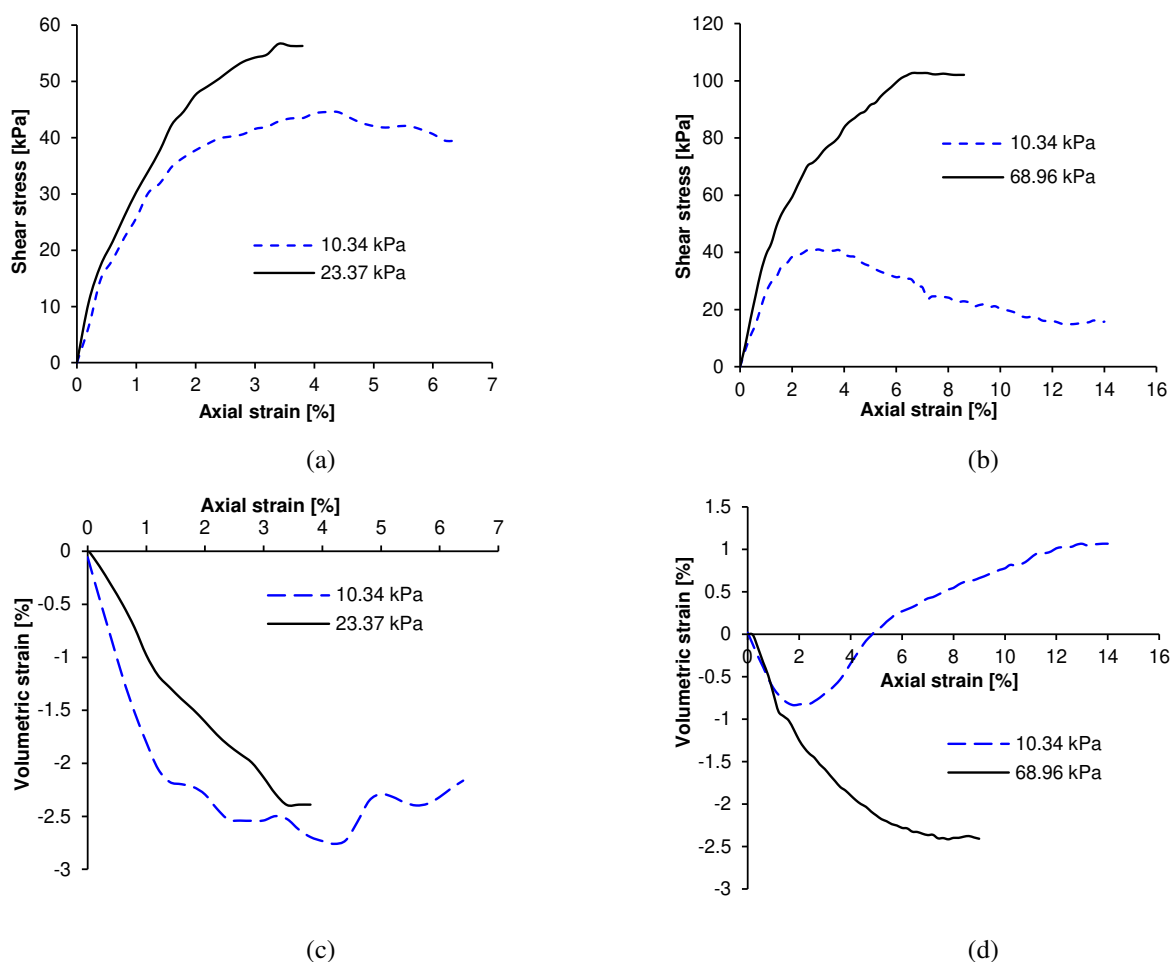 60
50
40
30
20
10
0
Shear stress [kPa]
10.34 kPa
23.37 kPa
0 1 2 3 4 5 6 7
Axial strain [%]
(a)
120
100
80
60
40
20
0
Shear stress [kPa]
10.34 kPa
68.96 kPa
0 2 4 6 8 10 12 14 16
Axial strain [%]
(b)
Axial strain [%]
0 1 2 3 4 5 6 7
0
-0.5
-1
-1.5
-2
-2.5
-3
Volumetric strain [%]
10.34 kPa
23.37 kPa
(c)
1.5
1
0.5
0
-0.5
-1
-1.5
-2
-2.5
-3
Volumetric strain [%]
0 2 4 6 8 10 12 14 16
Axial strain [%]
10.34 kPa
68.96 kPa
(d)